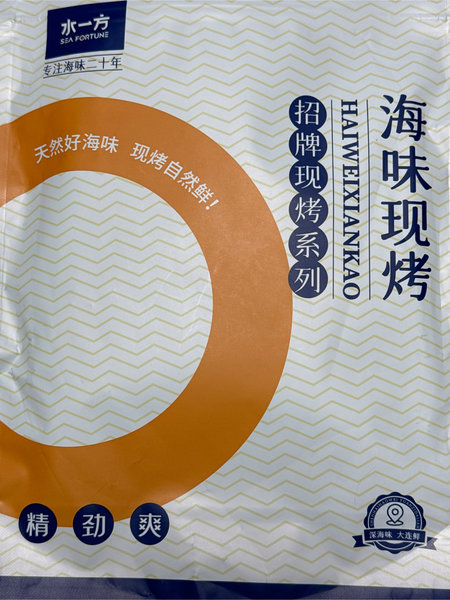 水一方
SEA FORTUNE
专注海味二十年
海味现烤
HAIWEIXIANKAO
招牌现烤系列
天然好海味 现烤自然鲜!
精劲爽
深海味 大连鲜